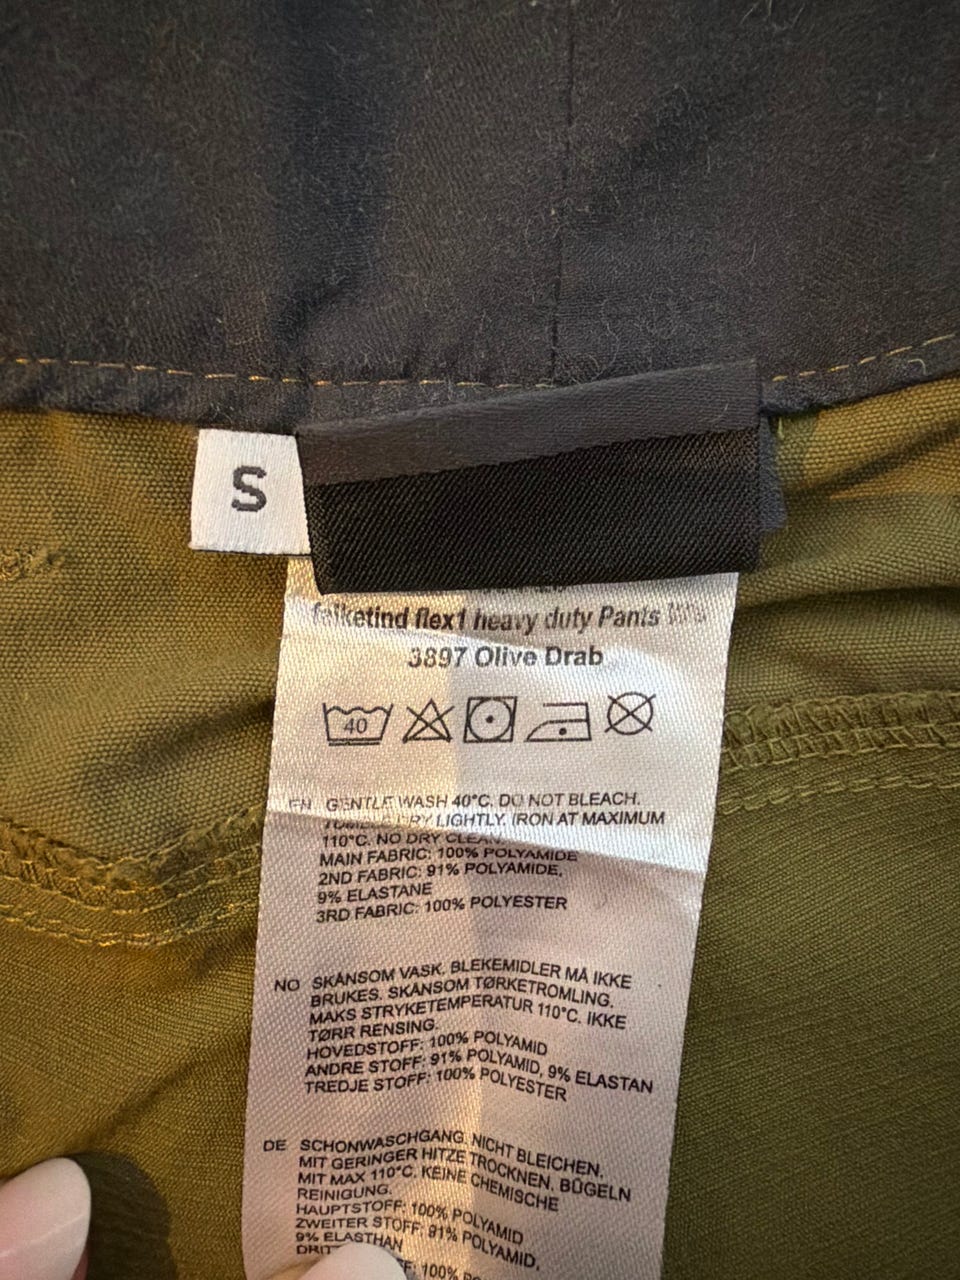 S
falketind flex1 heavy duty Pants
3897 Olive Drab
40
EN GENTLE WASH 40°C. DO NOT BLEACH.
TUMBLE DRY LIGHTLY. IRON AT MAXIMUM
110°C. NO DRY CLEAN.
MAIN FABRIC: 100% POLYAMIDE
2ND FABRIC: 91% POLYAMIDE,
9% ELASTANE
3RD FABRIC: 100% POLYESTER
NO SKÅNSOM VASK. BLEKEMIDLER MÅ IKKE
BRUKES. SKÅNSOM TØRKETROMLING.
MAKS STRYKETEMPERATUR 110°C. IKKE
TØRR RENSING.
HOVEDSTOFF: 100% POLYAMID
ANDRE STOFF: 91% POLYAMID, 9% ELASTAN
TREDJE STOFF: 100% POLYESTER
DE SCHONWASCHGANG. NICHT BLEICHEN.
MIT GERINGER HITZE TROCKNEN. BÜGELN
MIT MAX 110°C. KEINE CHEMISCHE
REINIGUNG.
HAUPTSTOFF: 100% POLYAMID
ZWEITER STOFF: 91% POLYAMID,
9% ELASTHAN
100%